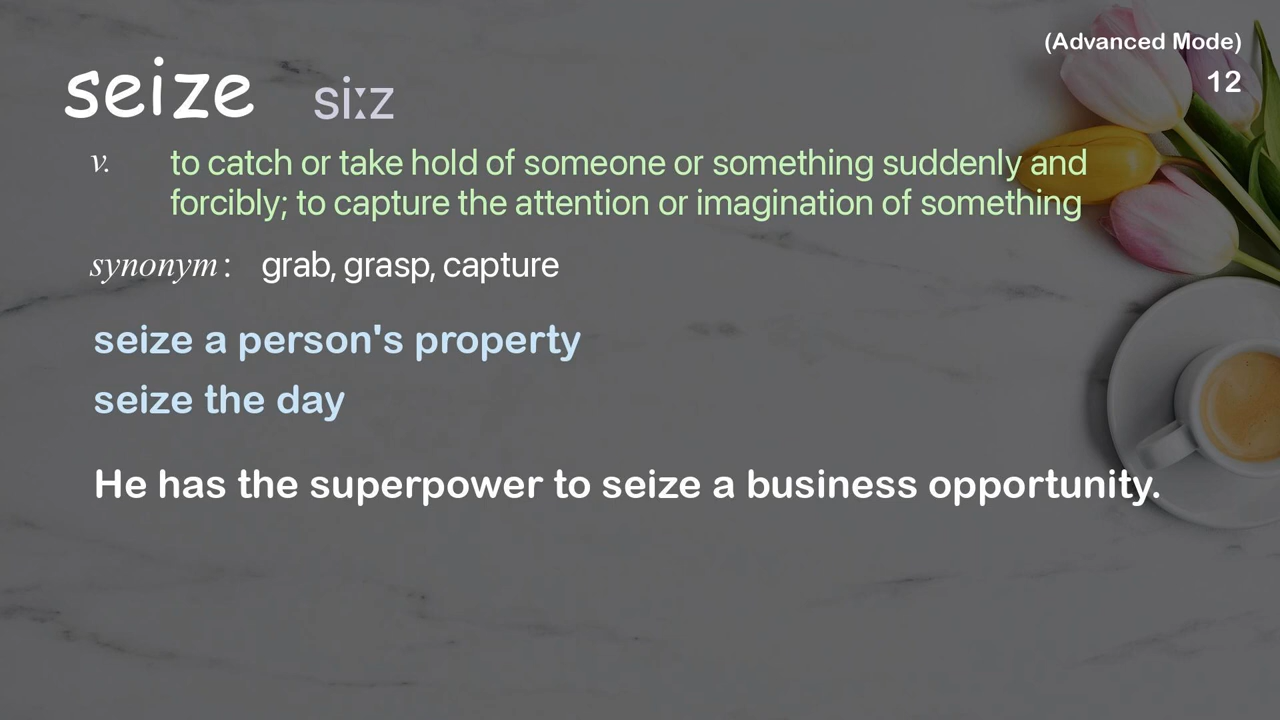 (Advanced Mode)
12
seize siːz
v. to catch or take hold of someone or something suddenly and
forcibly; to capture the attention or imagination of something
synonym: grab, grasp, capture
seize a person's property
seize the day
He has the superpower to seize a business opportunity.